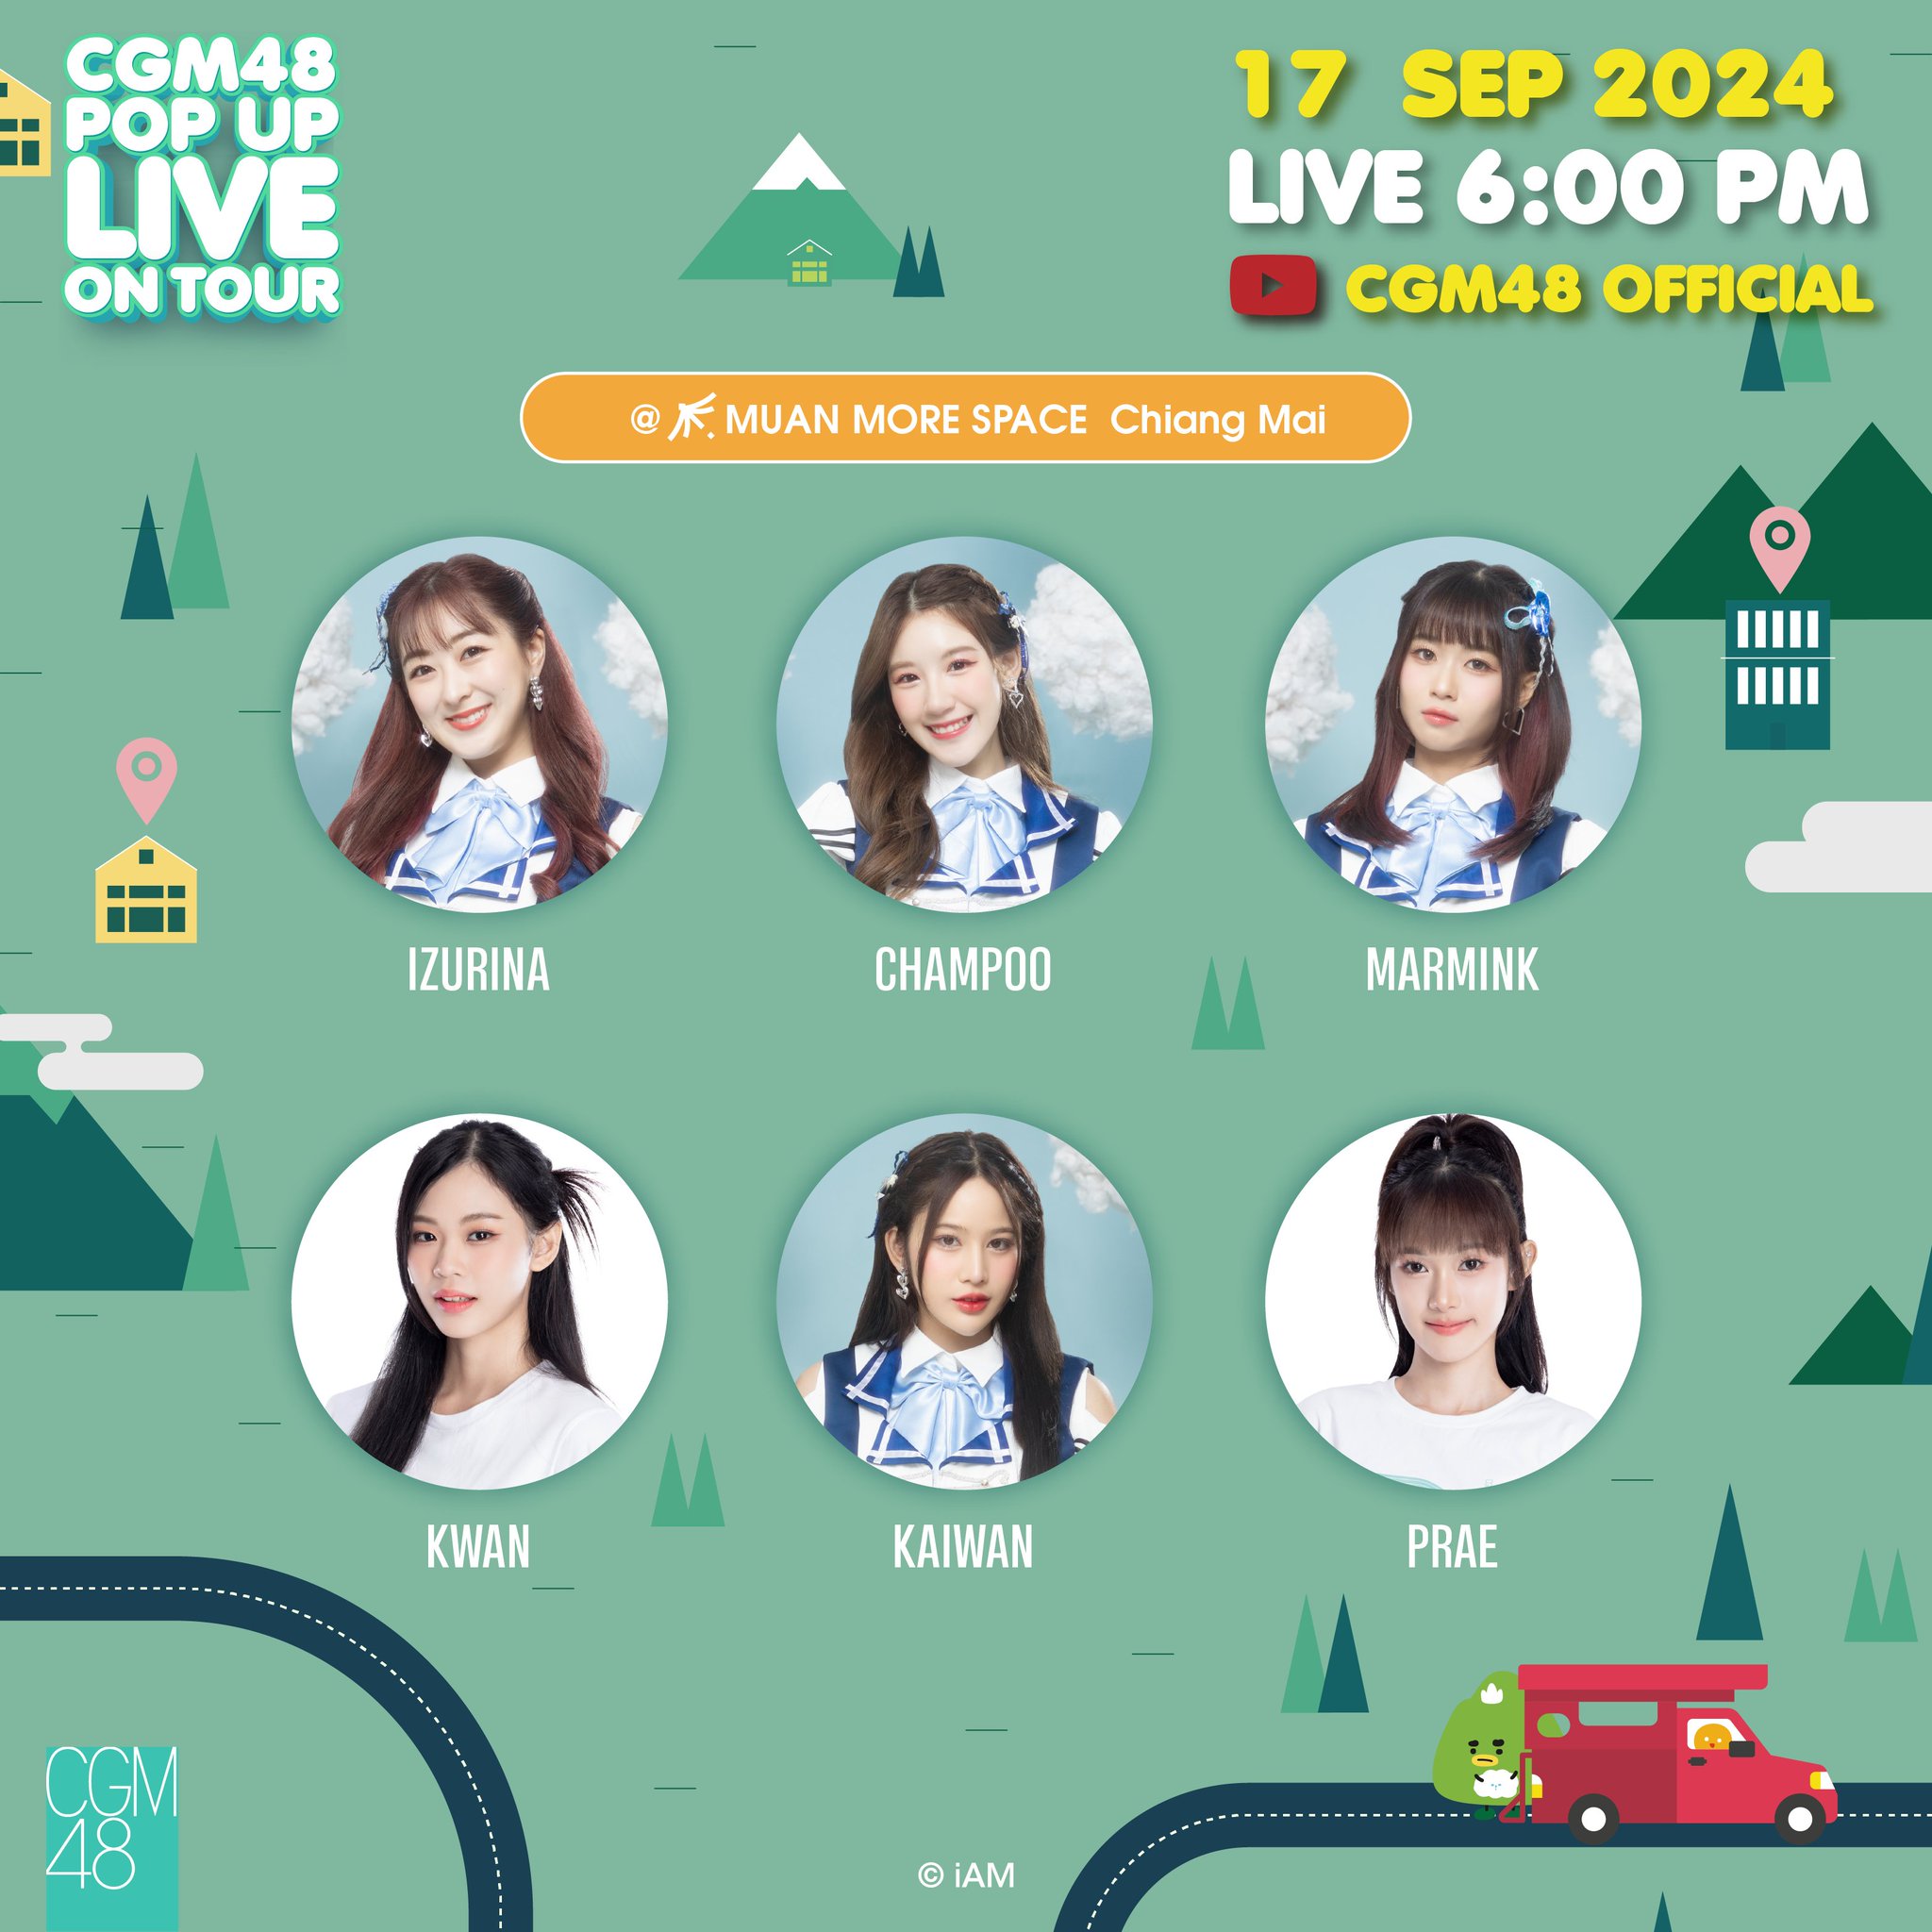 CGM48
POP UP
LIVE
ON TOUR
17 SEP 2024
LIVE 6:00 PM
CGM48 OFFICIAL
@ MUAN MORE SPACE Chiang Mai
IZURINA
CHAMPOO
MARMINK
KWAN
KAIWAN
PRAE
CGM
48
© iAM